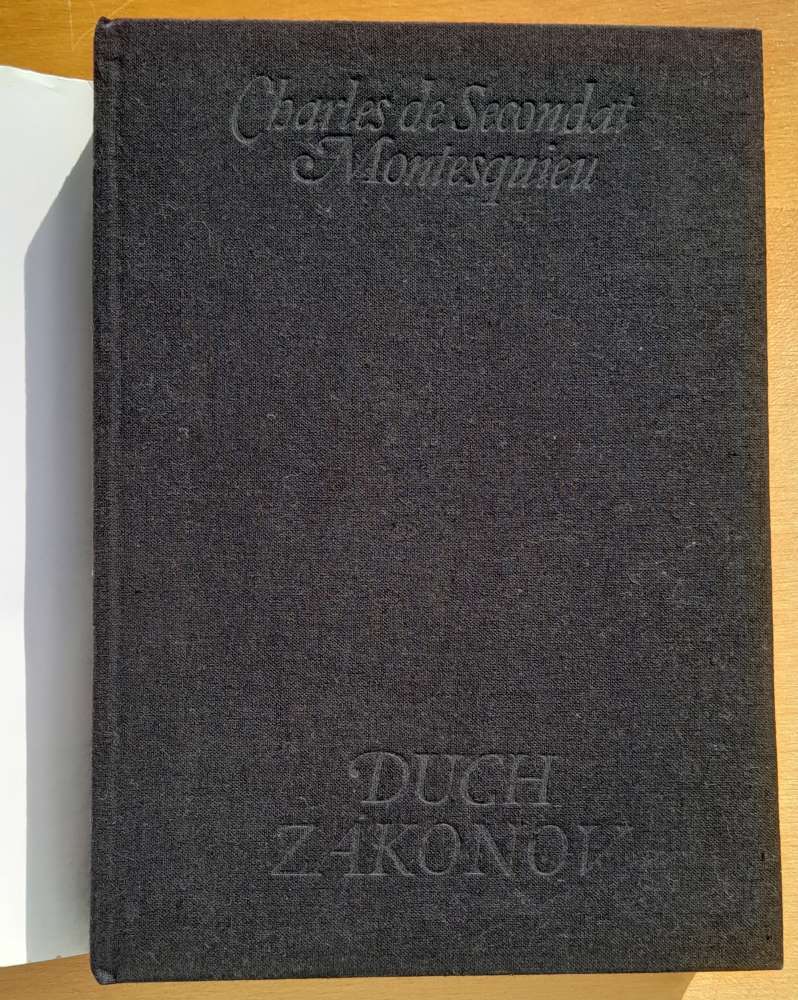 Charles de Secondat
Montesquieu
DUCH
ZÁKONOV